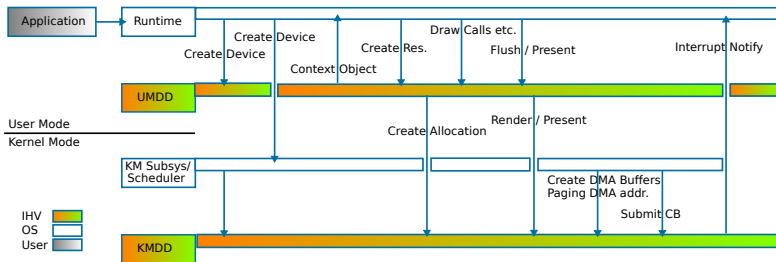 Application
Runtime
Create Device
Create Device
Context Object
Create Res.
Draw Calls etc.
Flush / Present
Interrupt Notify
UMDD
User Mode
Kernel Mode
Create Allocation
Render / Present
KM Subsys/
Scheduler
Create DMA Buffers
Paging DMA addr.
Submit CB
IHV
OS
User
KMDD